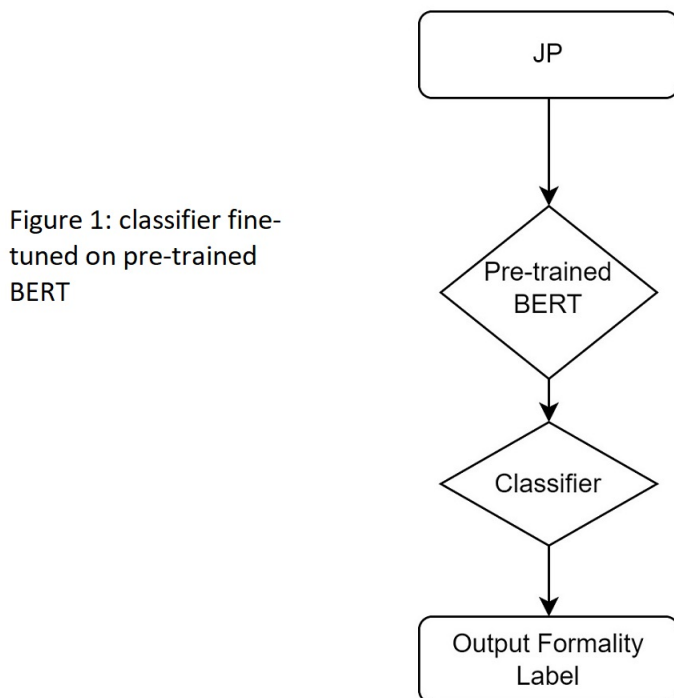 JP
Figure 1: classifier fine-
tuned on pre-trained
BERT
Pre-trained
BERT
Classifier
Output Formality
Label